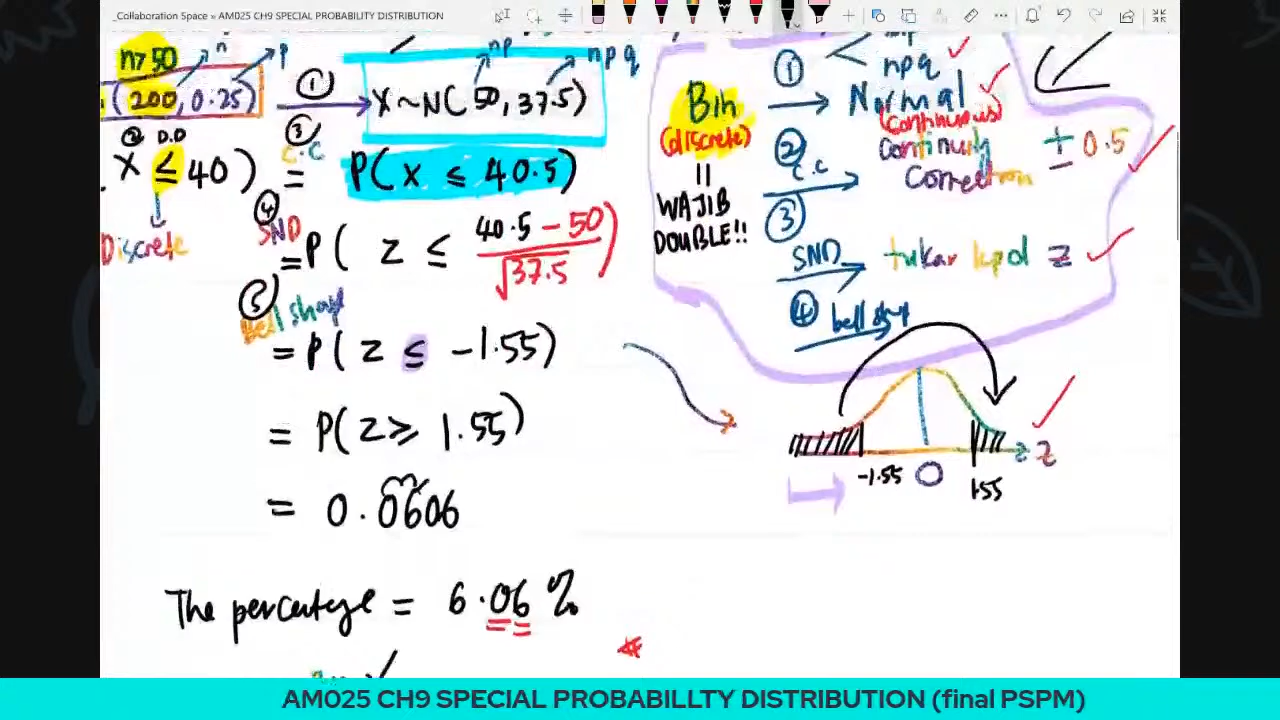 _Collaboration Space » AM025 CH9 SPECIAL PROBABILITY DISTRIBUTION
n>50
n
p
(200, 0.25)
①
X~N(50, 37.5)
np
npq
② D.D
③
C.C
X ≤ 40) = P(X ≤ 40.5)
Discrete
④
SND
= P( Z ≤ 40.5 - 50 / √37.5 )
⑤
Bell shape
= P( Z ≤ -1.55)
= P(Z ≥ 1.55)
= 0.0606
The percentage = 6.06 %
Bin
(discrete)
||
WAJIB
DOUBLE!!
①
npq
Normal
(continuous)
②
C.C
Continuity
Correction
± 0.5
③
SND
tukar kpd Z
④ bell shape
-1.55
0
1.55
Z
AM025 CH9 SPECIAL PROBABILLTY DISTRIBUTION (final PSPM)